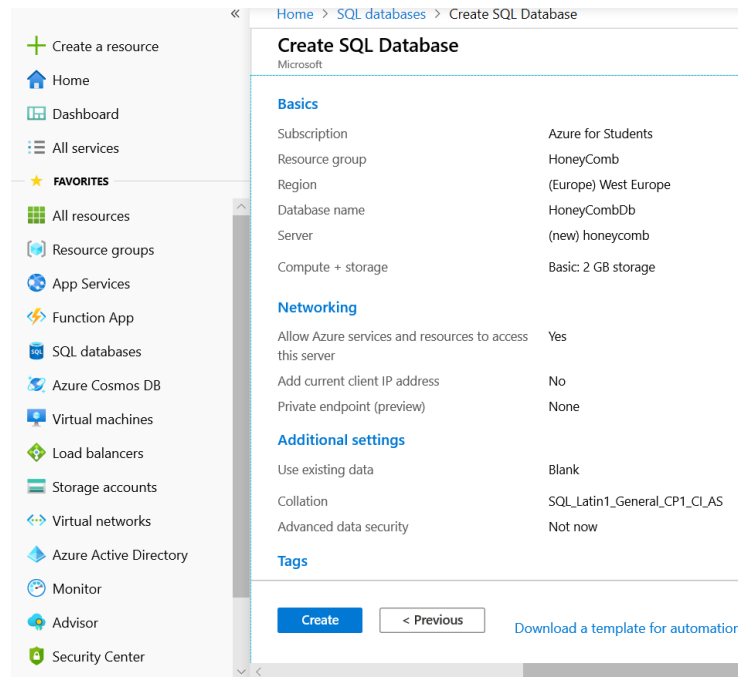 «
Home > SQL databases > Create SQL Database
Create a resource
Home
Dashboard
All services
FAVORITES
All resources
Resource groups
App Services
Function App
SQL databases
Azure Cosmos DB
Virtual machines
Load balancers
Storage accounts
Virtual networks
Azure Active Directory
Monitor
Advisor
Security Center
Create SQL Database
Microsoft
Basics
Subscription Azure for Students
Resource group HoneyComb
Region (Europe) West Europe
Database name HoneyCombDb
Server (new) honeycomb
Compute + storage Basic: 2 GB storage
Networking
Allow Azure services and resources to access Yes
this server
Add current client IP address No
Private endpoint (preview) None
Additional settings
Use existing data Blank
Collation SQL_Latin1_General_CP1_CI_AS
Advanced data security Not now
Tags
Create < Previous Download a template for automation